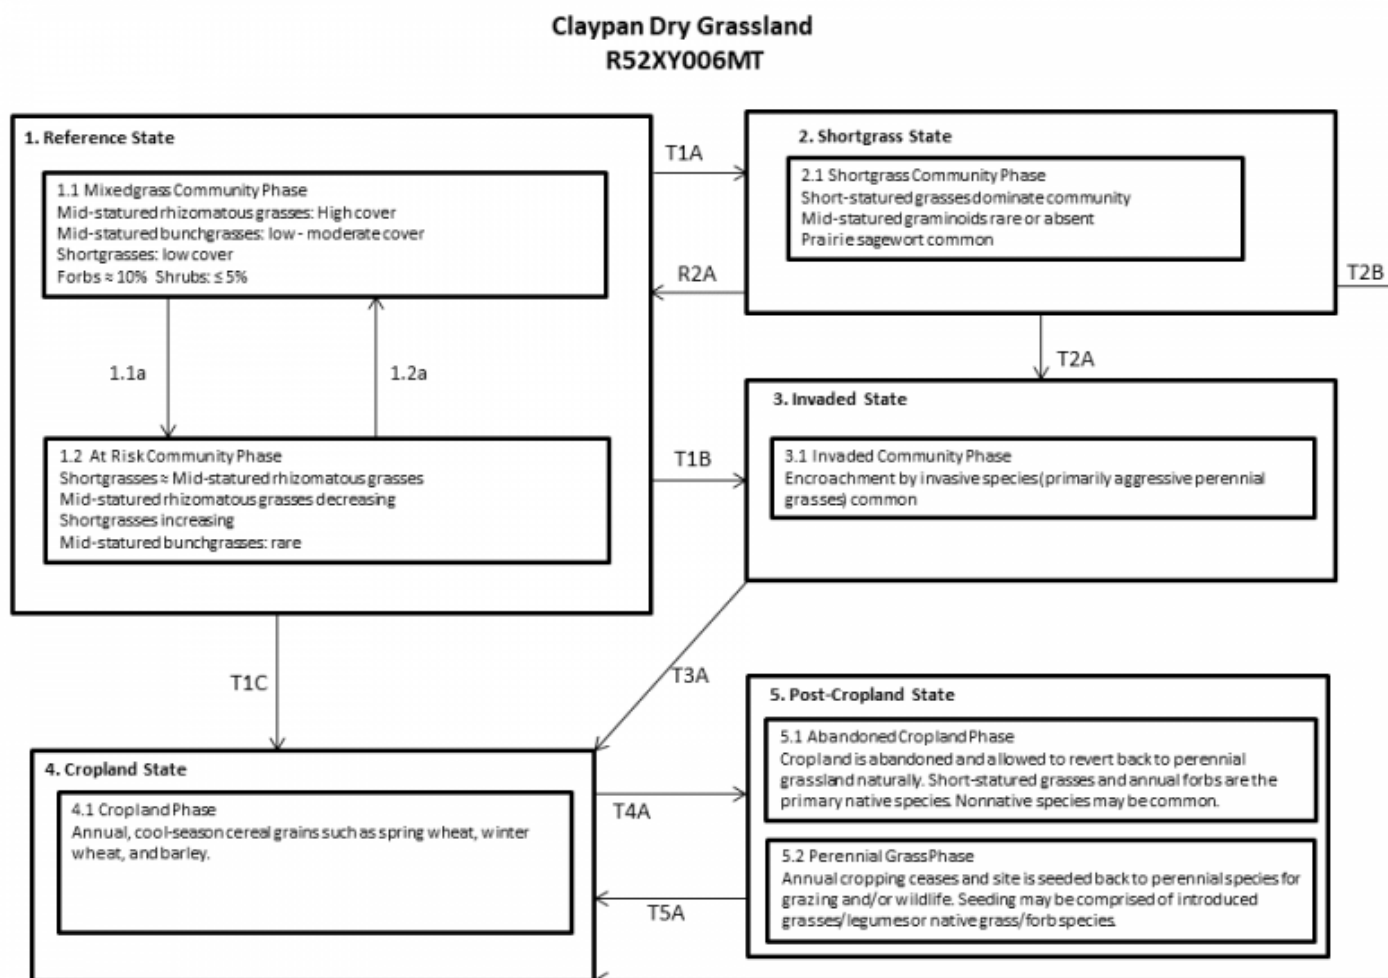 Claypan Dry Grassland
R52XY006MT
1. Reference State
1.1 Mixedgrass Community Phase
Mid-statured rhizomatous grasses: High cover
Mid-statured bunchgrasses: low - moderate cover
Shortgrasses: low cover
Forbs ≈ 10%  Shrubs: ≤ 5%
1.1a
1.2a
1.2 At Risk Community Phase
Shortgrasses ≈ Mid-statured rhizomatous grasses
Mid-statured rhizomatous grasses decreasing
Shortgrasses increasing
Mid-statured bunchgrasses: rare
T1A
R2A
T1B
T1C
2. Shortgrass State
2.1 Shortgrass Community Phase
Short-statured grasses dominate community
Mid-statured graminoids rare or absent
Prairie sagewort common
T2B
T2A
3. Invaded State
3.1 Invaded Community Phase
Encroachment by invasive species (primarily aggressive perennial
grasses) common
T3A
4. Cropland State
4.1 Cropland Phase
Annual, cool-season cereal grains such as spring wheat, winter
wheat, and barley.
T4A
T5A
5. Post-Cropland State
5.1 Abandoned Cropland Phase
Cropland is abandoned and allowed to revert back to perennial
grassland naturally. Short-statured grasses and annual forbs are the
primary native species. Nonnative species may be common.
5.2 Perennial Grass Phase
Annual cropping ceases and site is seeded back to perennial species for
grazing and/or wildlife. Seeding may be comprised of introduced
grasses/legumes or native grass/forb species.